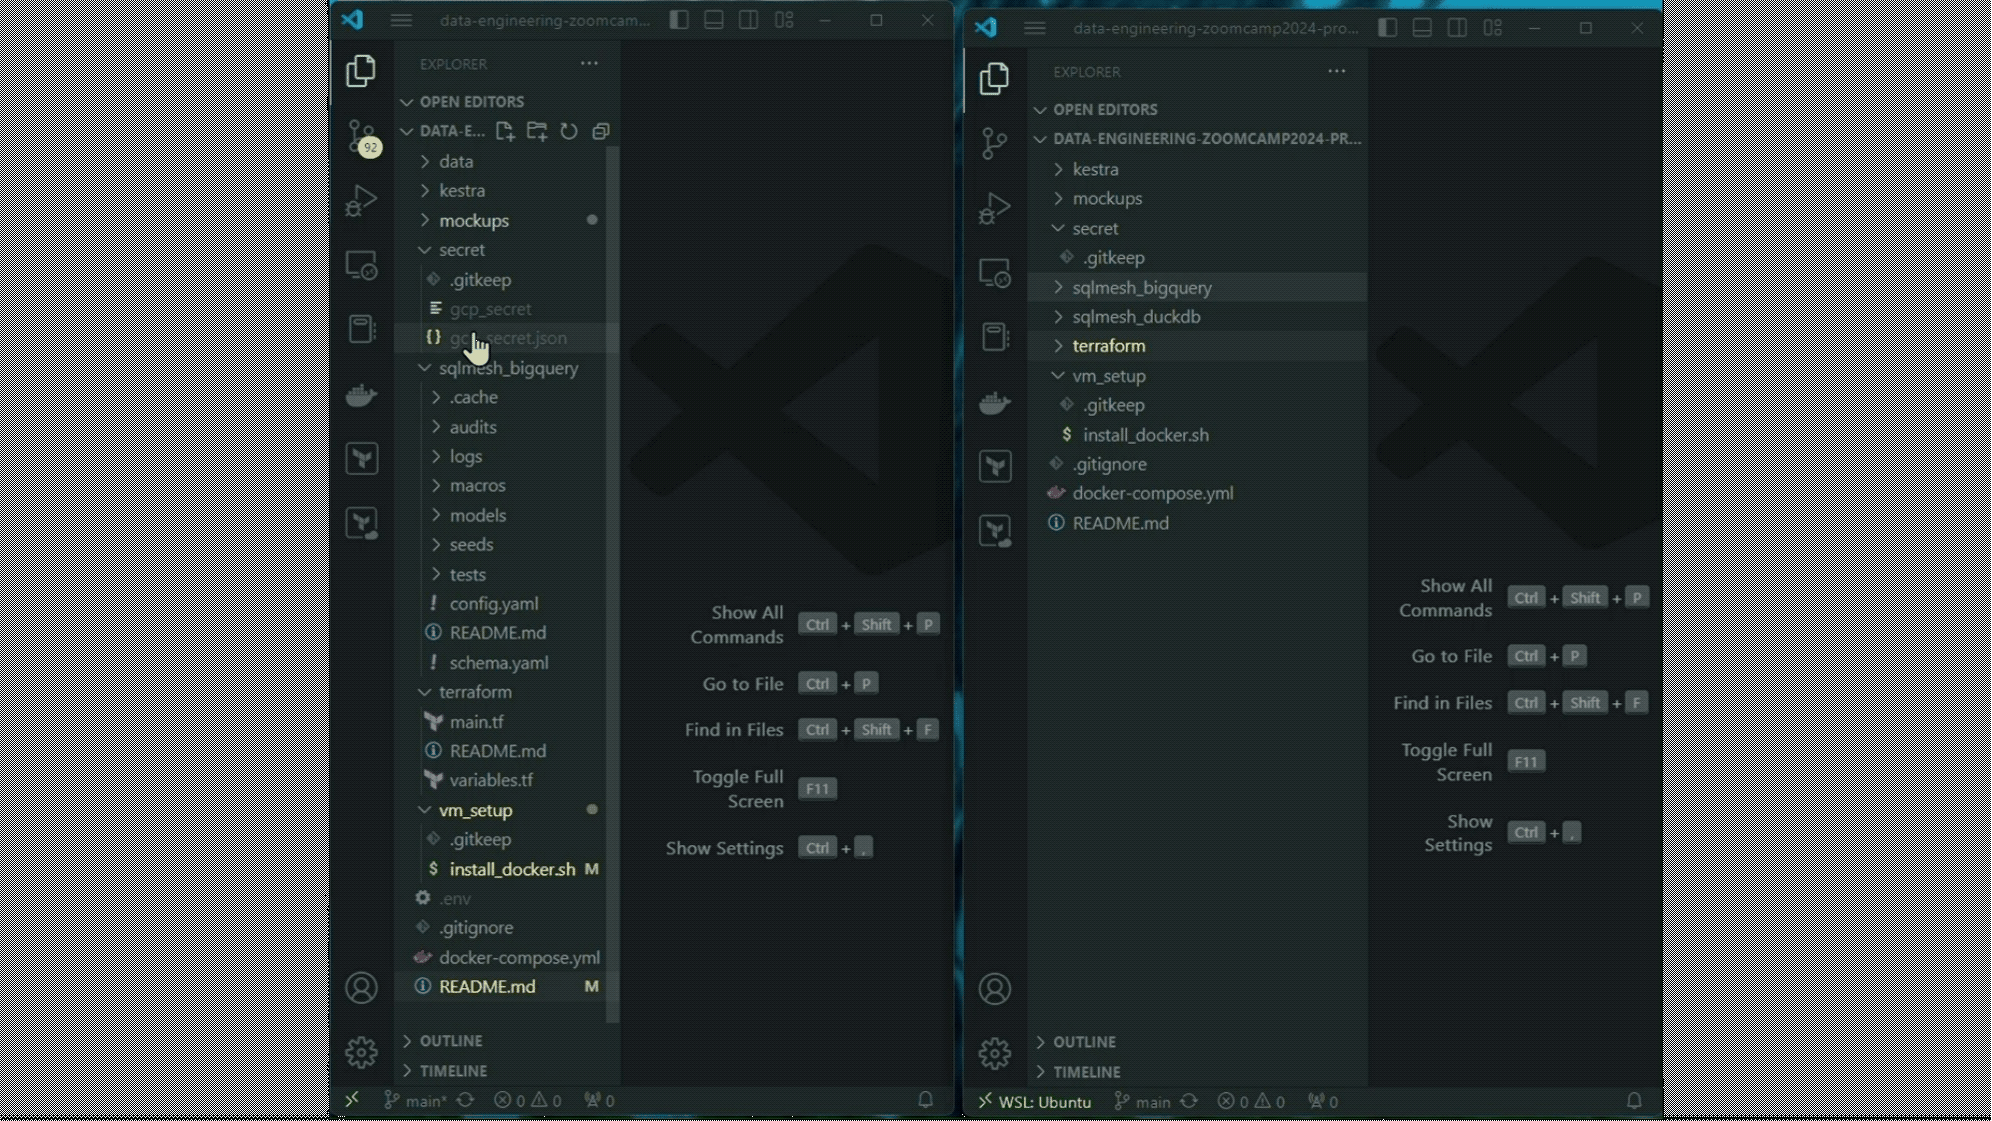 data-engineering-zoomcam...
EXPLORER
OPEN EDITORS
DATA-E...
92
data
kestra
mockups
secret
.gitkeep
gcp_secret
secret.json
sqlmesh_bigquery
.cache
audits
logs
macros
models
seeds
tests
config.yaml
README.md
schema.yaml
terraform
main.tf
README.md
variables.tf
vm_setup
.gitkeep
$ install_docker.sh M
.env
.gitignore
docker-compose.yml
README.md M
OUTLINE
TIMELINE
main* 0 0 0
Show All Commands Ctrl + Shift + P
Go to File Ctrl + P
Find in Files Ctrl + Shift + F
Toggle Full Screen F11
Show Settings Ctrl + ,
data-engineering-zoomcamp2024-pro...
EXPLORER
OPEN EDITORS
DATA-ENGINEERING-ZOOMCAMP2024-PR...
kestra
mockups
secret
.gitkeep
sqlmesh_bigquery
sqlmesh_duckdb
terraform
vm_setup
.gitkeep
$ install_docker.sh
.gitignore
docker-compose.yml
README.md
OUTLINE
TIMELINE
WSL: Ubuntu main 0 0 0
Show All Commands Ctrl + Shift + P
Go to File Ctrl + P
Find in Files Ctrl + Shift + F
Toggle Full Screen F11
Show Settings Ctrl + ,